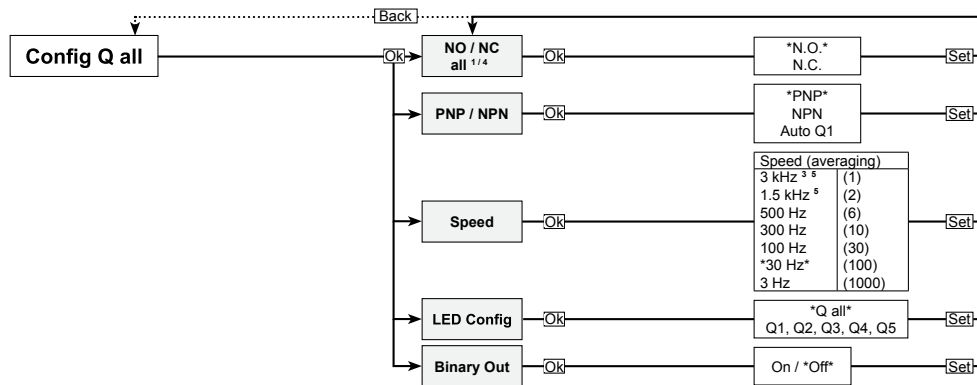 Back
Config Q all
Ok
NO / NC
all 1 / 4
Ok
*N.O.*
N.C.
Set
PNP / NPN
Ok
*PNP*
NPN
Auto Q1
Set
Speed
Ok
Speed (averaging)
3 kHz 3 5 (1)
1.5 kHz 5 (2)
500 Hz (6)
300 Hz (10)
100 Hz (30)
*30 Hz* (100)
3 Hz (1000)
Set
LED Config
Ok
*Q all*
Q1, Q2, Q3, Q4, Q5
Set
Binary Out
Ok
On / *Off*
Set